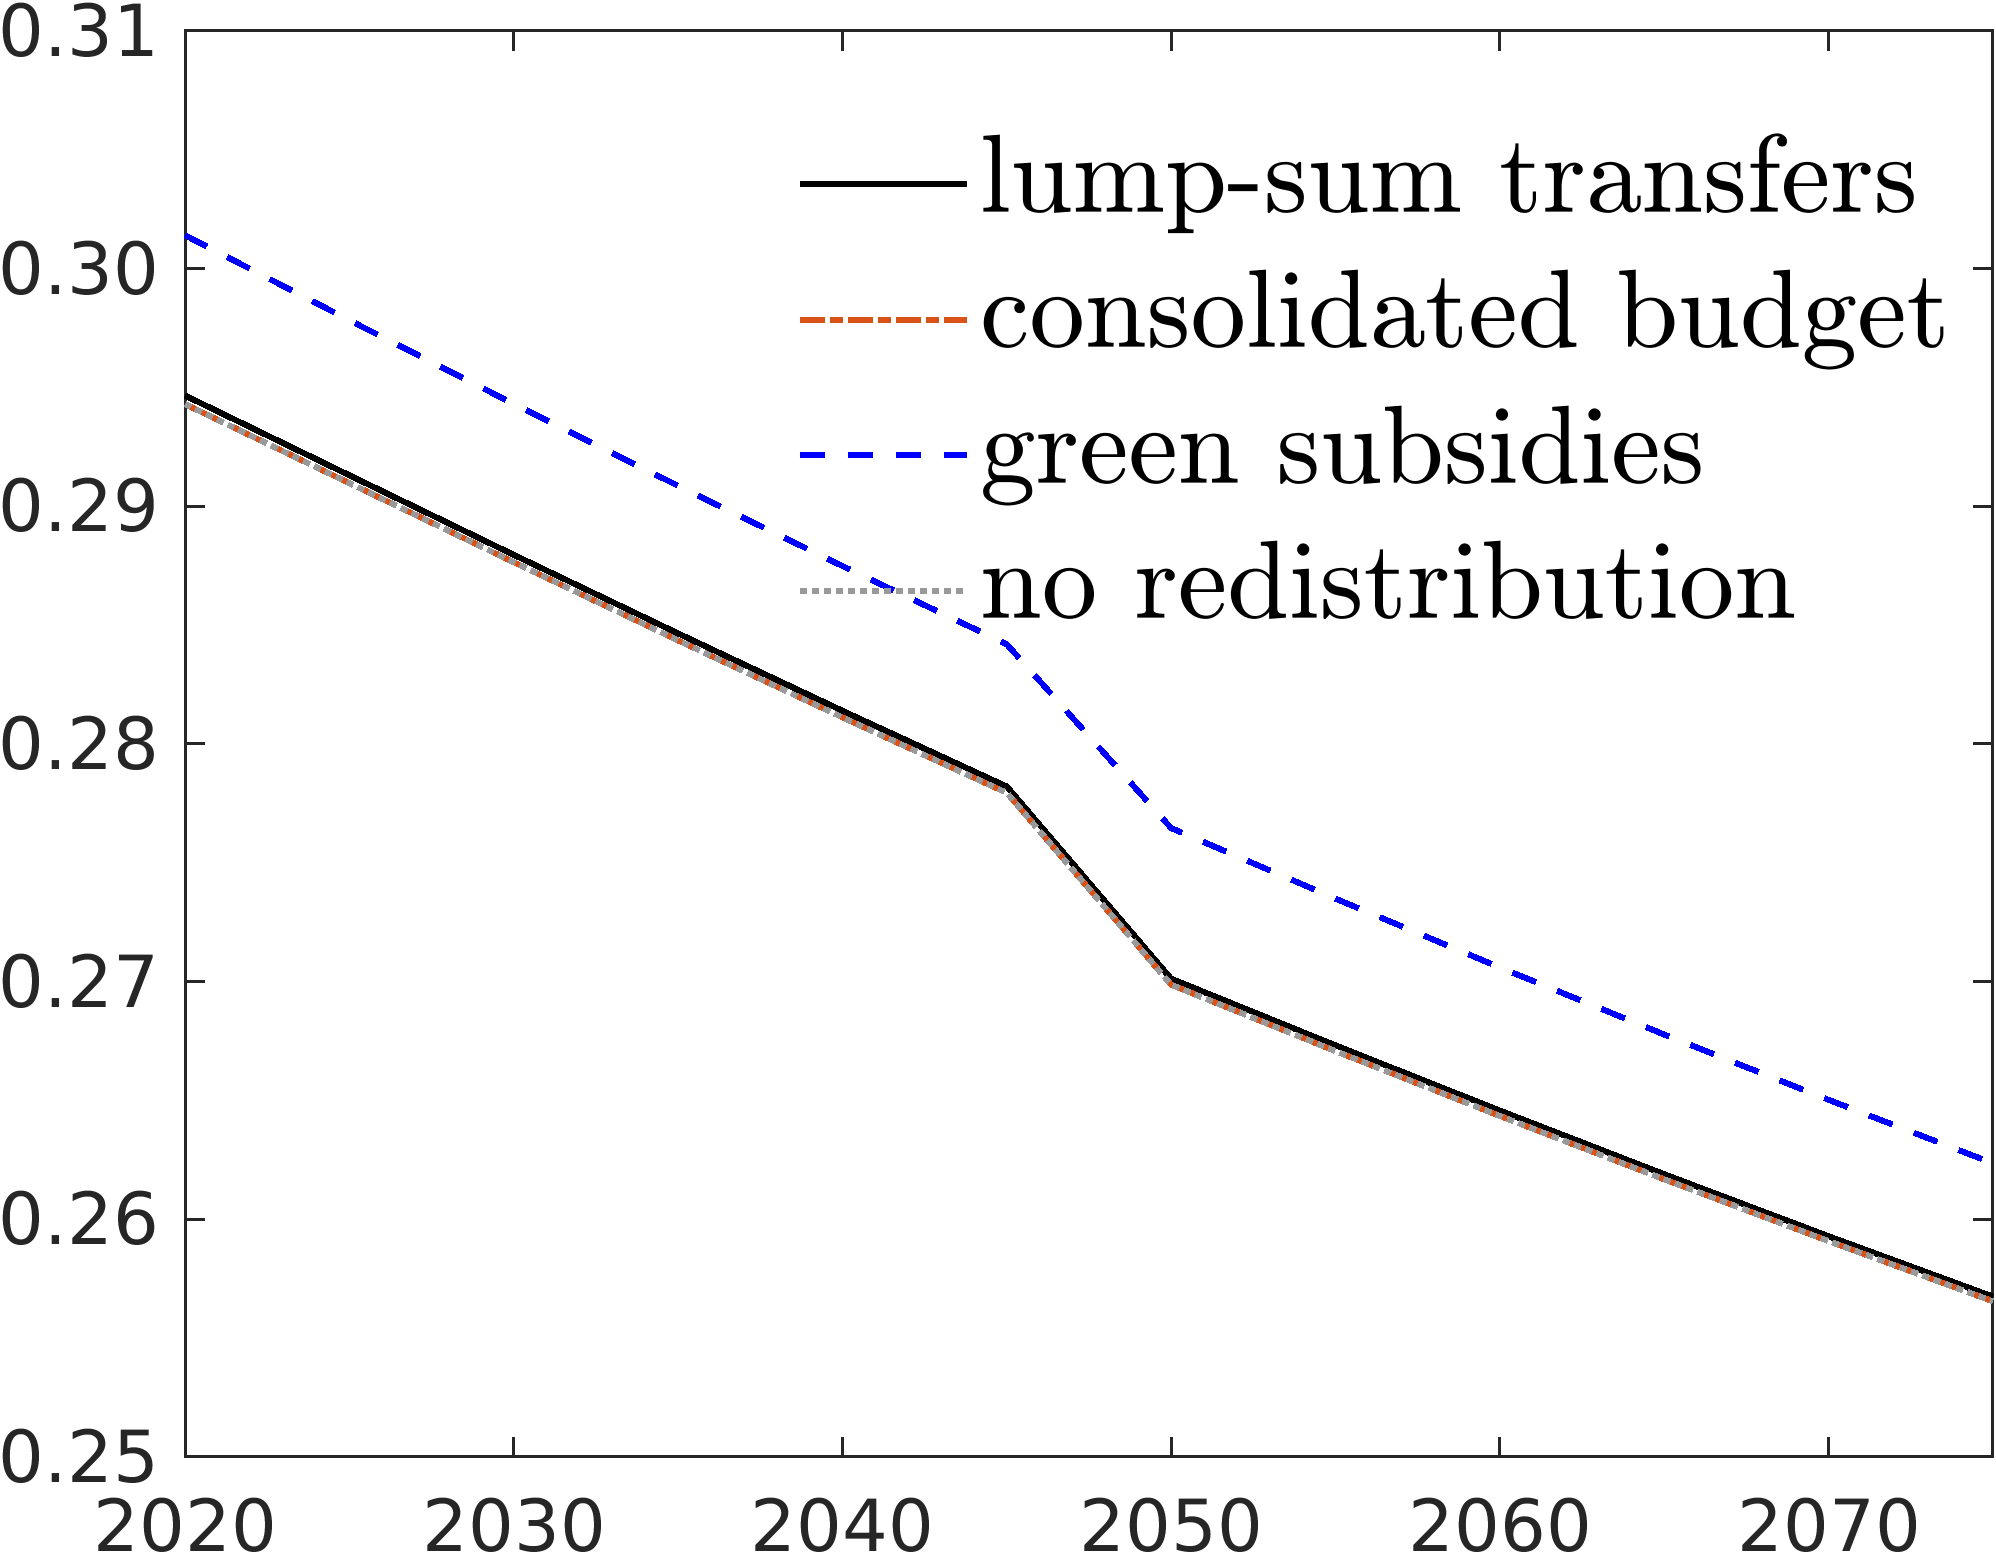 0.31
lump-sum transfers
0.30
consolidated budget
green subsidies
0.29
no redistribution
0.28
0.27
0.26
0.25
2020 2030 2040 2050 2060 2070